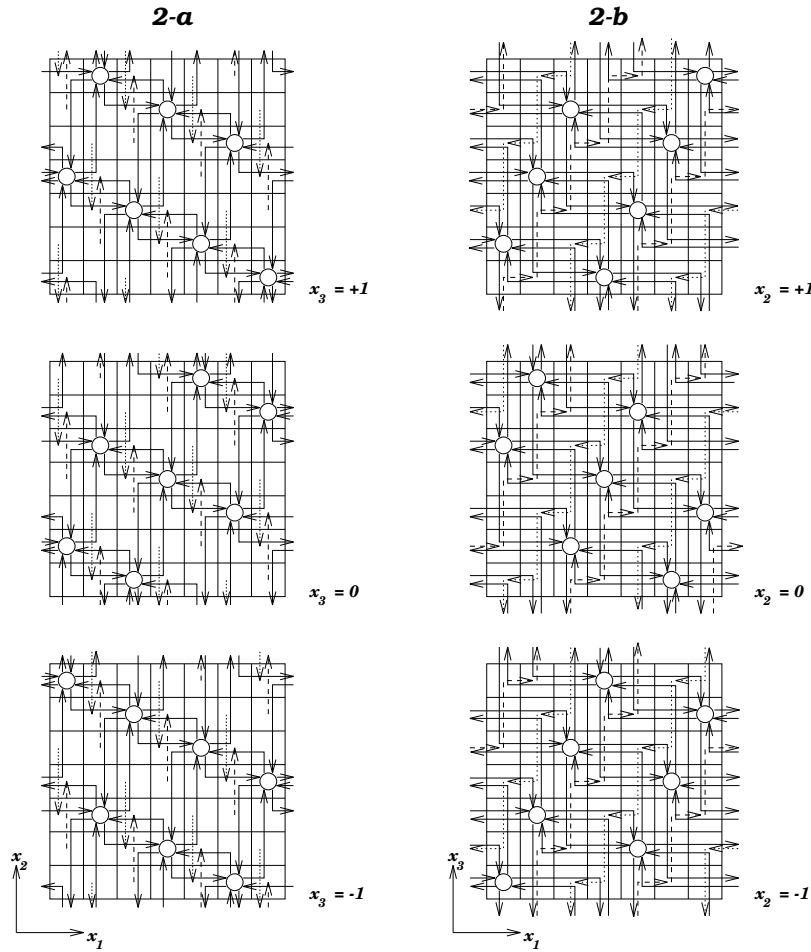 2-a
2-b
x3 = +1
x2 = +1
x3 = 0
x2 = 0
x2
x3 = -1
x1
x3
x2 = -1
x1